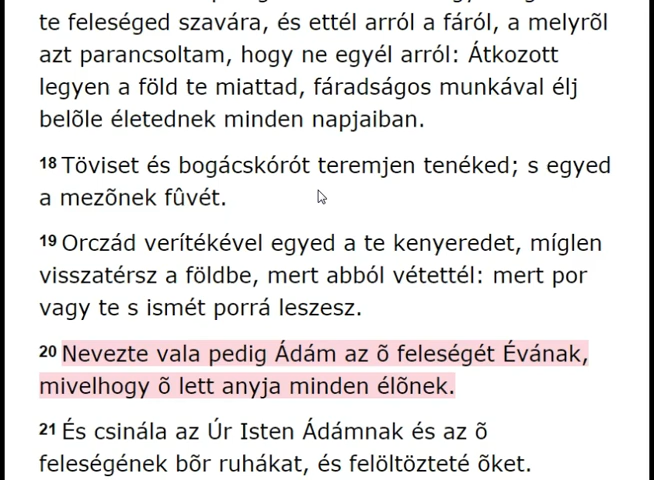 te feleséged szavára, és ettél arról a fáról, a melyrõl
azt parancsoltam, hogy ne egyél arról: Átkozott
legyen a föld te miattad, fáradságos munkával élj
belõle életednek minden napjaiban.
18 Töviset és bogácskórót teremjen tenéked; s egyed
a mezõnek fûvét.
19 Orczád verítékével egyed a te kenyeredet, míglen
visszatérsz a földbe, mert abból vétettél: mert por
vagy te s ismét porrá leszesz.
20 Nevezte vala pedig Ádám az õ feleségét Évának,
mivelhogy õ lett anyja minden élõnek.
21 És csinála az Úr Isten Ádámnak és az õ
feleségének bõr ruhákat, és felöltözteté õket.